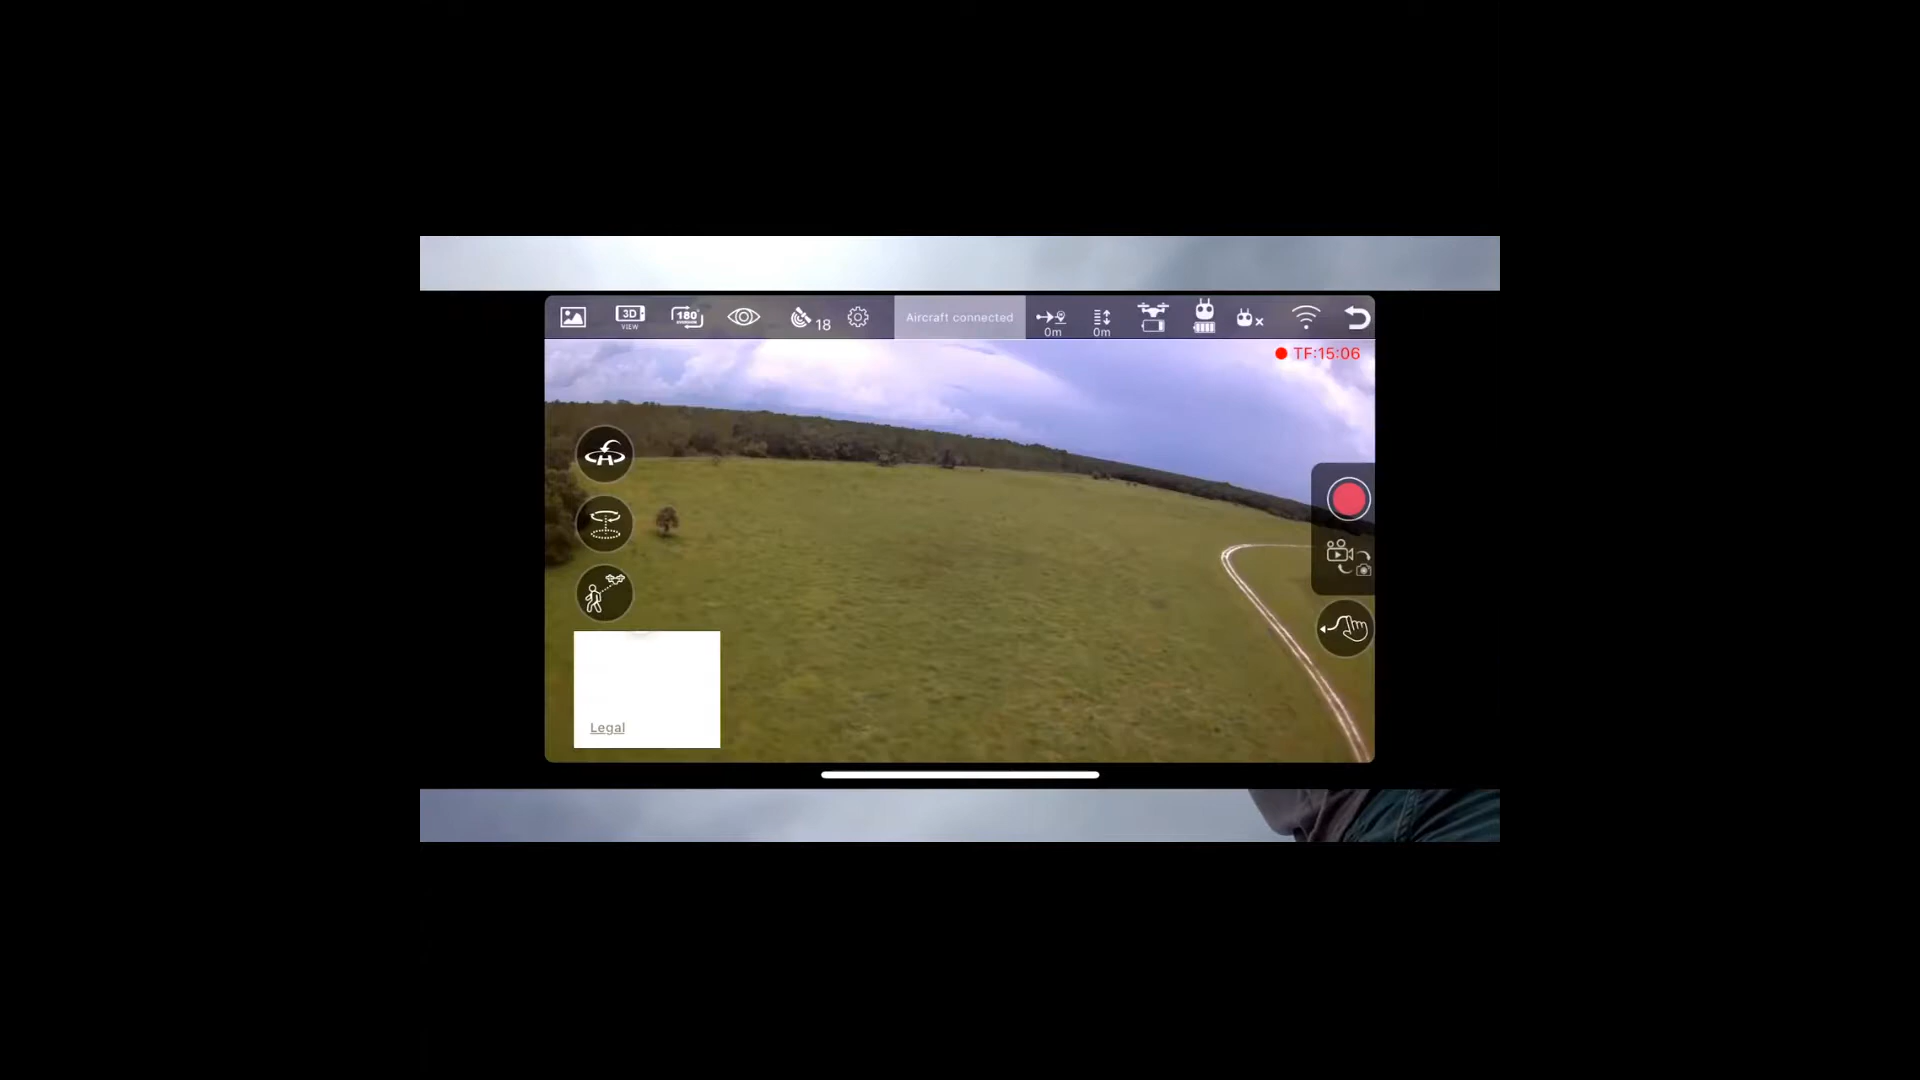 3D
VIEW
180°
18
Aircraft connected
0m
0m
TF:15:06
H
Legal